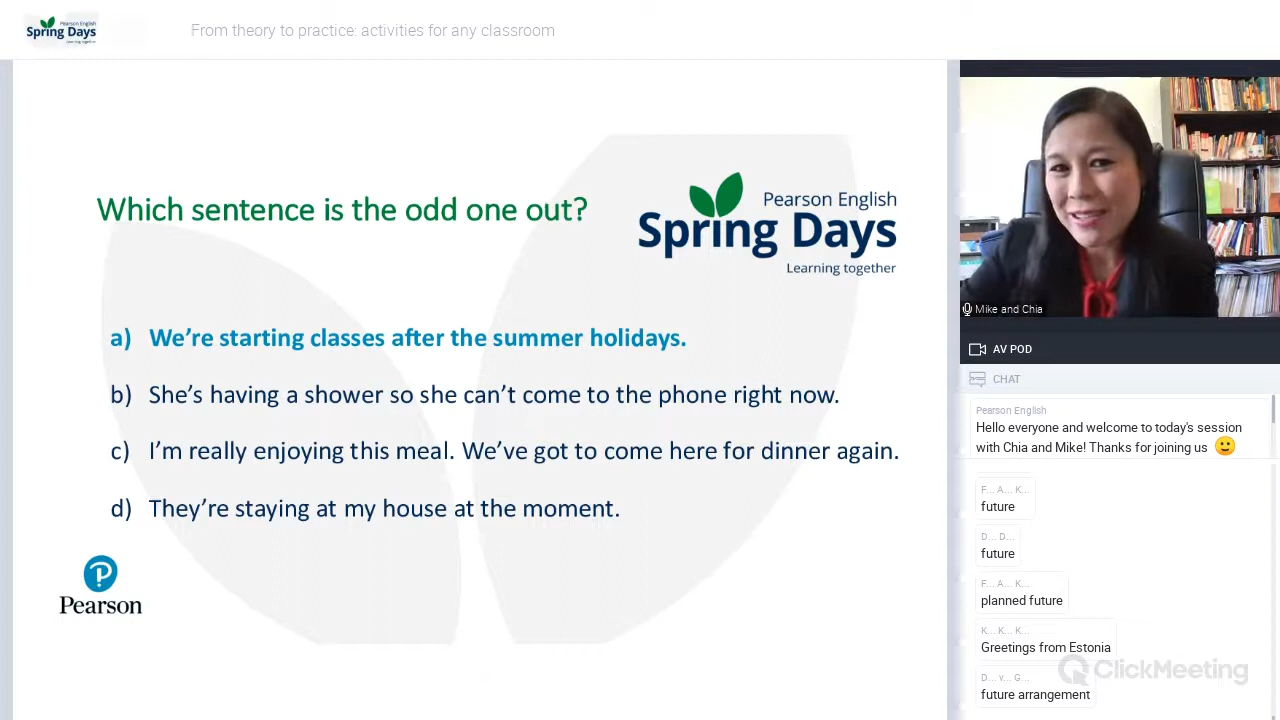 Pearson English
Spring Days
Learning together
From theory to practice: activities for any classroom
Which sentence is the odd one out?
Pearson English
Spring Days
Learning together
a) We're starting classes after the summer holidays.
b) She's having a shower so she can't come to the phone right now.
c) I'm really enjoying this meal. We've got to come here for dinner again.
d) They're staying at my house at the moment.
Pearson
Mike and Chia
AV POD
CHAT
Pearson English
Hello everyone and welcome to today's session
with Chia and Mike! Thanks for joining us 🙂
F... A... K...
future
D... D...
future
F... A... K...
planned future
K... K... K...
Greetings from Estonia
D... v... G...
future arrangement
ClickMeeting